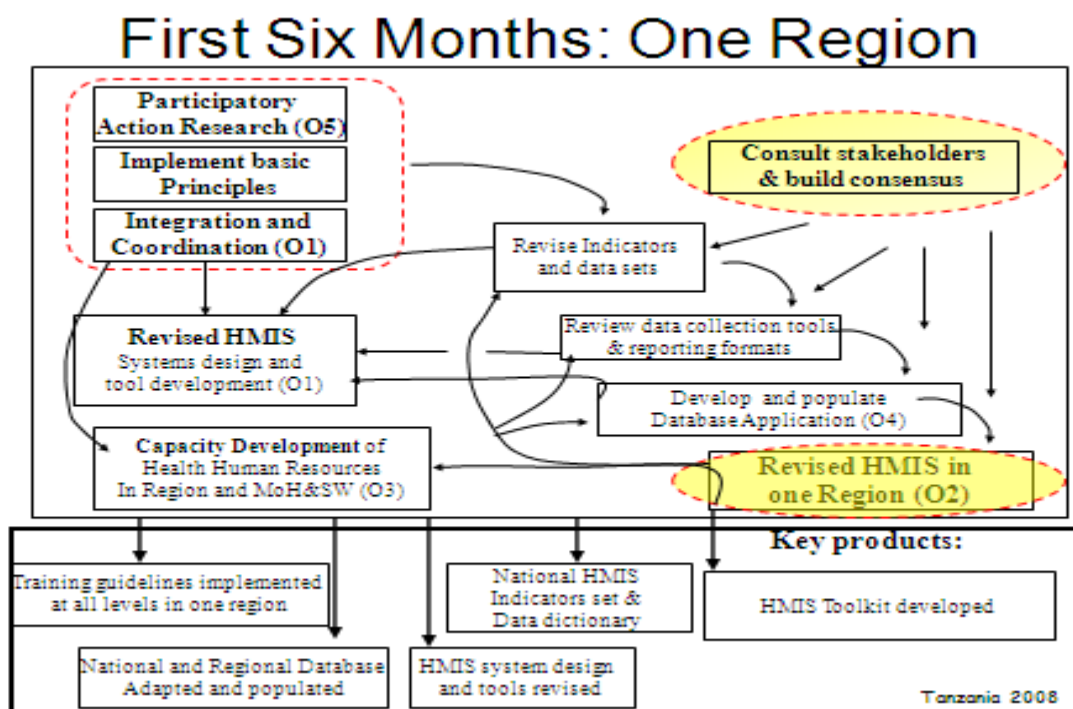 First Six Months: One Region
Participatory
Action Research (O5)
Implement basic
Principles
Integration and
Coordination (O1)
Consult stakeholders
& build consensus
Revise Indicators
and data sets
Revised HMIS
Systems design and
tool development (O1)
Review data collection tools
& reporting formats
Develop and populate
Database Application (O4)
Capacity Development of
Health Human Resources
In Region and MoH&SW (O3)
Revised HMIS in
one Region (O2)
Key products:
Training guidelines implemented
at all levels in one region
National HMIS
Indicators set &
Data dictionary
HMIS Toolkit developed
National and Regional Database
Adapted and populated
HMIS system design
and tools revised
Tanzania 2008